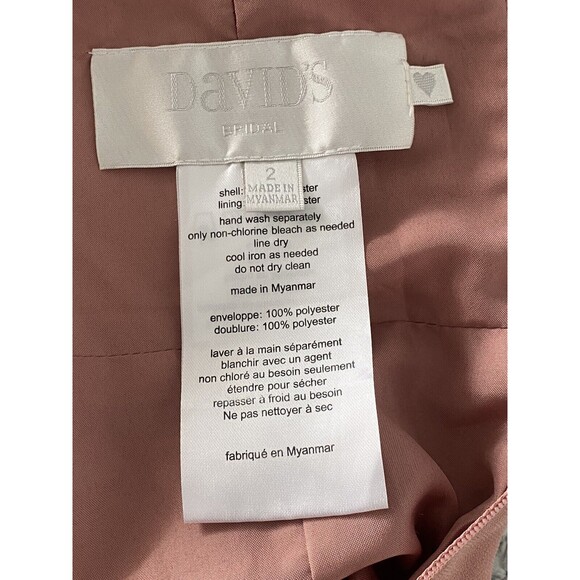 DaVID'S
BRIDAL
2
MADE IN
MYANMAR
shell: ster
lining ster
hand wash separately
only non-chlorine bleach as needed
line dry
cool iron as needed
do not dry clean
made in Myanmar
enveloppe: 100% polyester
doublure: 100% polyester
laver à la main séparément
blanchir avec un agent
non chloré au besoin seulement
étendre pour sécher
repasser à froid au besoin
Ne pas nettoyer à sec
fabriqué en Myanmar